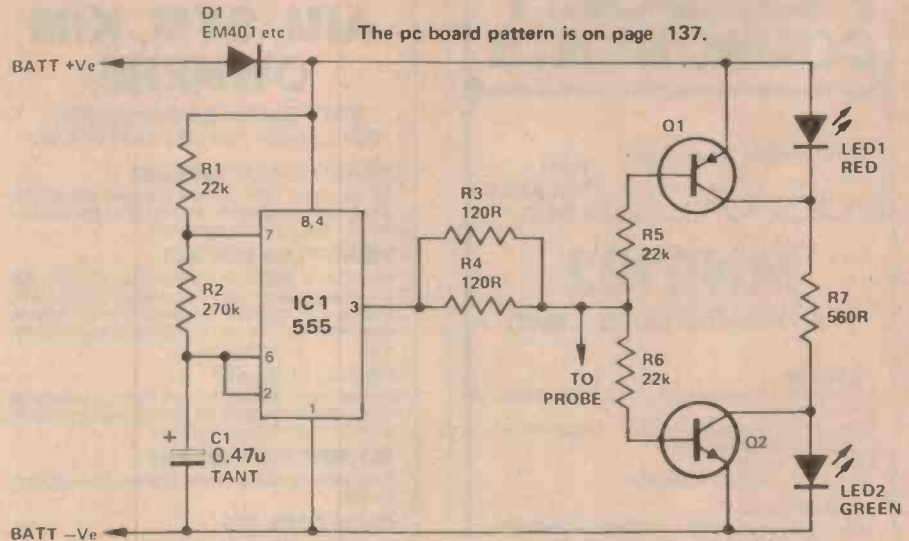 D1
EM401 etc
The pc board pattern is on page 137.
BATT +Ve
Q1
LED1
RED
R1
22k
R3
120R
8,4
7
R5
22k
R4
120R
R2
270k
IC1
555
3
R7
560R
6
TO
PROBE
R6
22k
2
1
C1
+
0.47u
TANT
Q2
LED2
GREEN
BATT –Ve